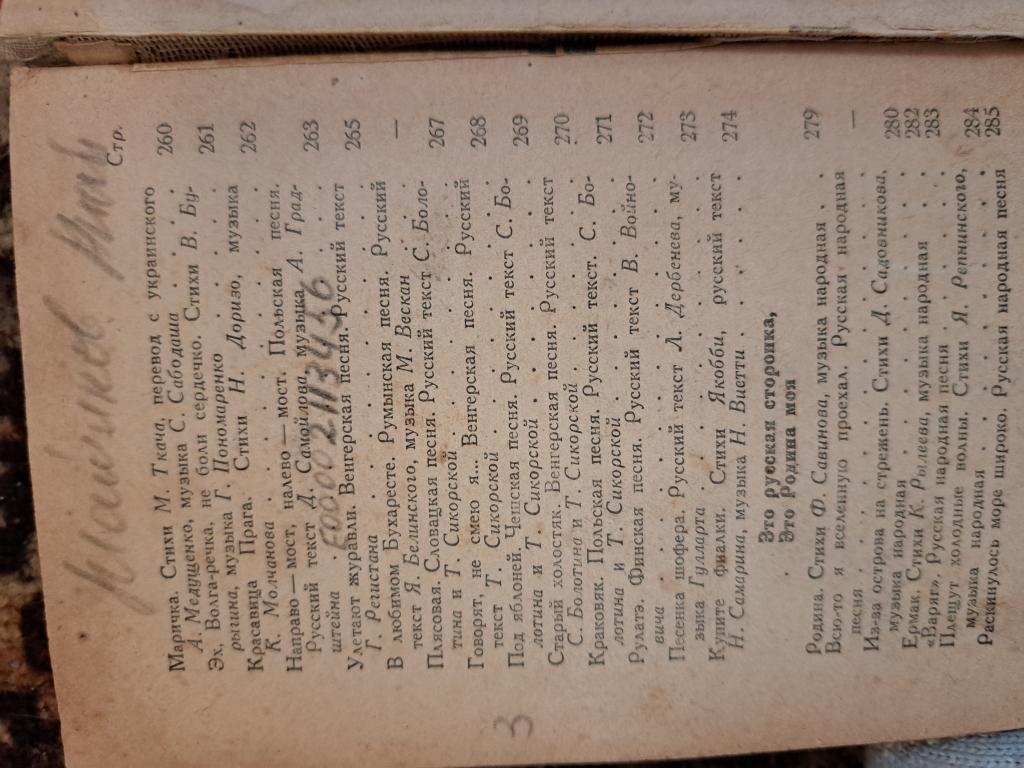 Стр.
Маричка. Стихи М. Ткача, перевод с украинского
А. Медущенко, музыка С. Сабодаша . . 260
Эх, Волга-речка, не боли сердечко. Стихи В. Бу-
рыгина, музыка Г. Пономаренко . . . 261
Красавица Прага. Стихи Н. Доризо, музыка
К. Молчанова . . . . . . . . 262
Направо — мост, налево — мост. Польская песня.
Русский текст Д. Самойлова, музыка А. Град-
штейна . . . . . . . . . 263
E00021113456
Улетают журавли. Венгерская песня. Русский текст
Г. Регистана . . . . . . . . 265
В любимом Бухаресте. Румынская песня. Русский
текст Я. Белинского, музыка М. Вескан . —
Плясовая. Словацкая песня. Русский текст С. Боло-
тина и Т. Сикорской . . . . . . 267
Говорят, не смею я... Венгерская песня. Русский
текст Т. Сикорской . . . . . . 268
Под яблоней. Чешская песня. Русский текст С. Бо-
лотина и Т. Сикорской . . . . . 269
Старый холостяк. Венгерская песня. Русский текст
С. Болотина и Т. Сикорской . . . . 270
Краковяк. Польская песня. Русский текст. С. Бо-
лотина и Т. Сикорской . . . . . 271
Рулатэ. Финская песня. Русский текст В. Войно-
вича . . . . . . . . . . 272
Песенка шофера. Русский текст Л. Дербенева, му-
зыка Гулларта . . . . . . . . 273
Купите фиалки. Стихи Якобби, русский текст
Н. Самарина, музыка Н. Виетти . . . . 274
Это русская сторонка,
Это Родина моя
Родина. Стихи Ф. Савинова, музыка народная . . 279
Всю-то я вселенную проехал. Русская народная
песня . . . . . . . . . . —
Из-за острова на стрежень. Стихи Д. Садовникова,
музыка народная . . . . . . . 280
Ермак. Стихи К. Рылеева, музыка народная . . 282
«Варяг». Русская народная песня . . . . 283
Плещут холодные волны. Стихи Я. Репнинского,
музыка народная . . . . . . . 284
Раскинулось море широко. Русская народная песня 285
3